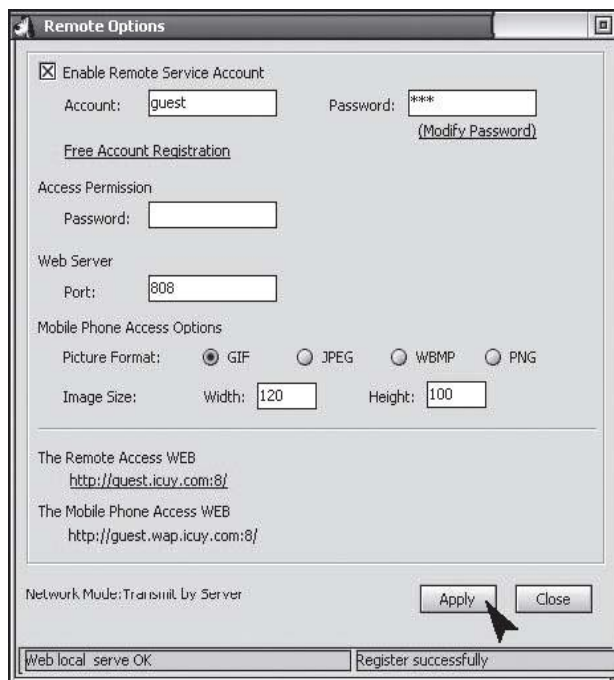 Remote Options
Enable Remote Service Account
Account: guest Password: ***
(Modify Password)
Free Account Registration
Access Permission
Password:
Web Server
Port: 808
Mobile Phone Access Options
Picture Format: GIF JPEG WBMP PNG
Image Size: Width: 120 Height: 100
The Remote Access WEB
http://guest.icuy.com:8/
The Mobile Phone Access WEB
http://guest.wap.icuy.com:8/
Network Mode:Transmit by Server
Apply Close
Web local serve OK Register successfully